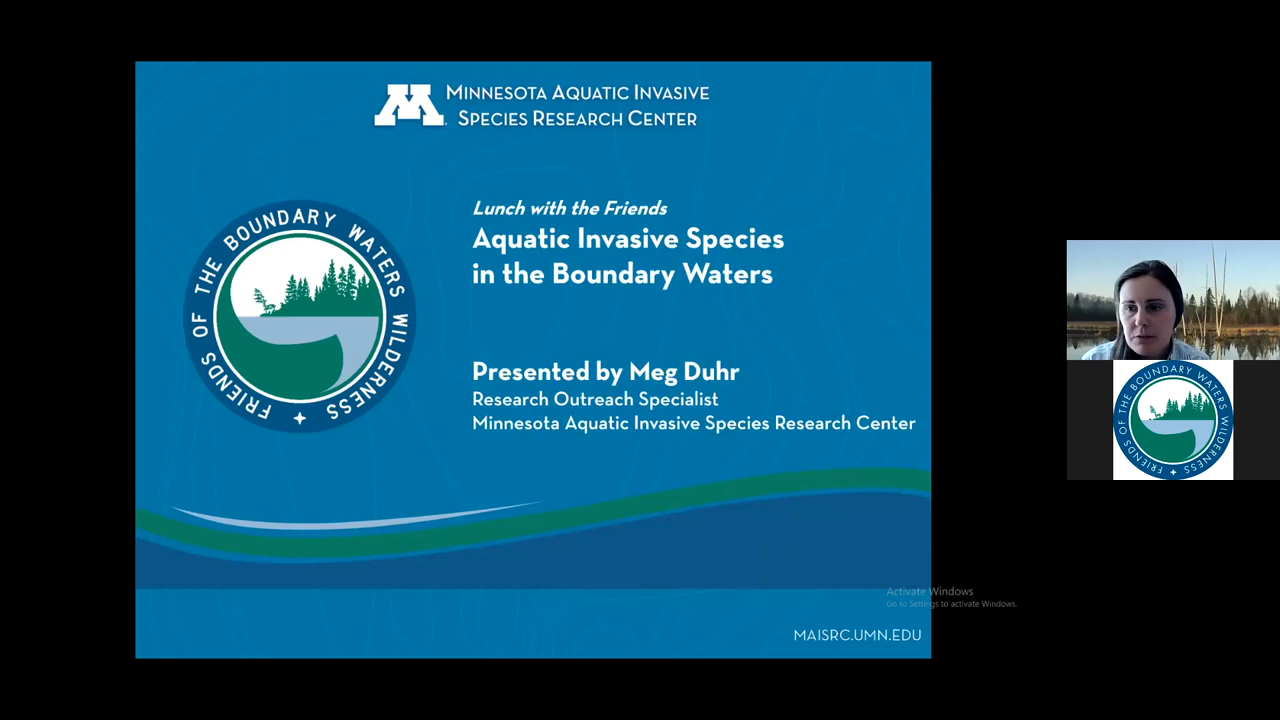 MINNESOTA AQUATIC INVASIVE
SPECIES RESEARCH CENTER
FRIENDS OF THE BOUNDARY WATERS WILDERNESS
Lunch with the Friends
Aquatic Invasive Species
in the Boundary Waters
Presented by Meg Duhr
Research Outreach Specialist
Minnesota Aquatic Invasive Species Research Center
FRIENDS OF THE BOUNDARY WATERS WILDERNESS
Activate Windows
Go to Settings to activate Windows.
MAISRC.UMN.EDU